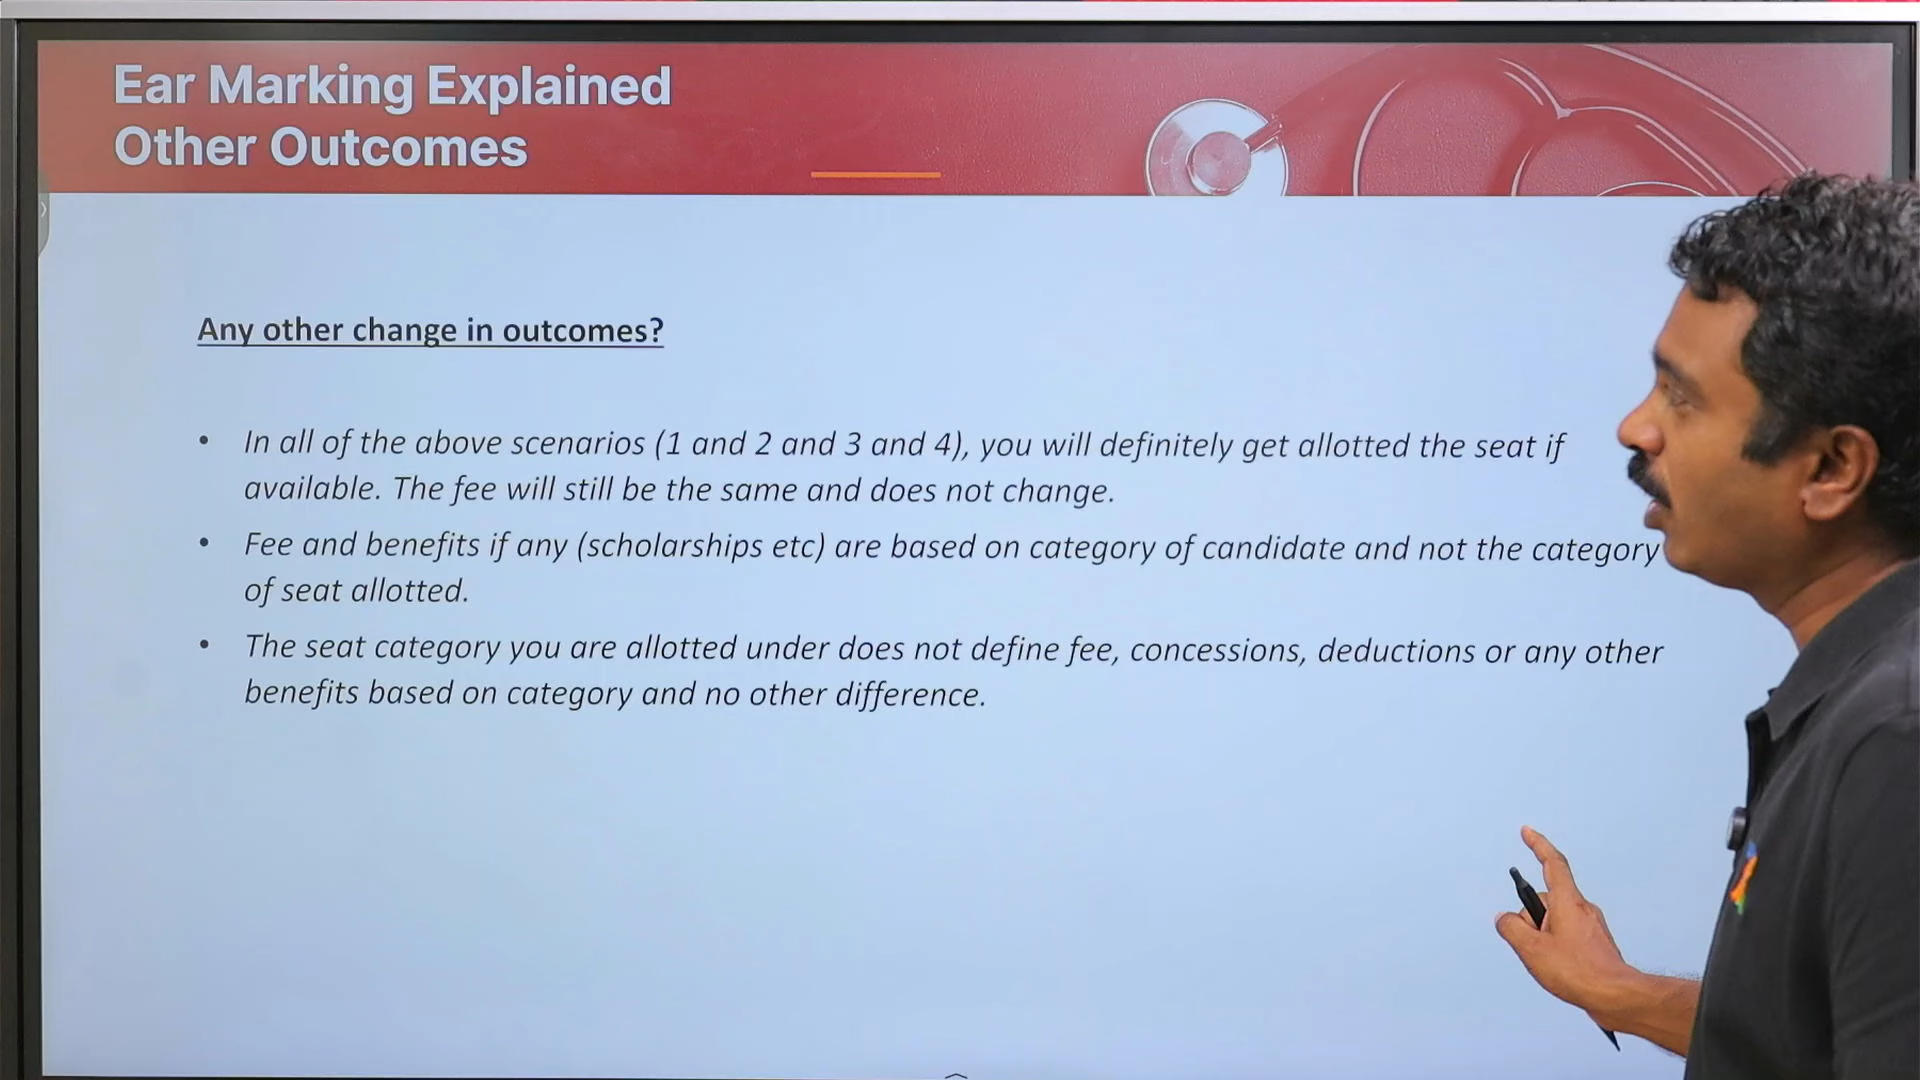 Ear Marking Explained
Other Outcomes
Any other change in outcomes?
• In all of the above scenarios (1 and 2 and 3 and 4), you will definitely get allotted the seat if
available. The fee will still be the same and does not change.
• Fee and benefits if any (scholarships etc) are based on category of candidate and not the category
of seat allotted.
• The seat category you are allotted under does not define fee, concessions, deductions or any other
benefits based on category and no other difference.